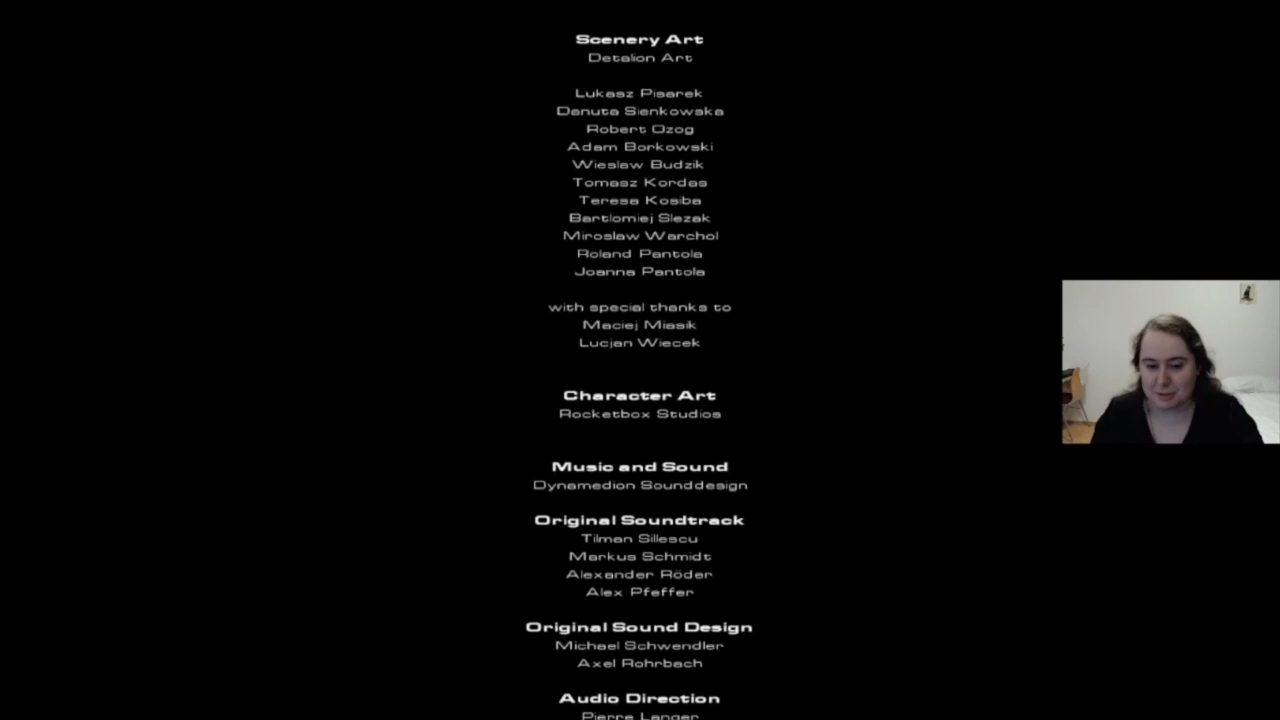 Scenery Art
Detalion Art
Lukasz Pisarek
Danuta Sienkowska
Robert Ozog
Adam Borkowski
Wieslaw Budzik
Tomasz Kordas
Teresa Kosiba
Bartlomiej Slezak
Miroslaw Warchol
Roland Pantola
Joanna Pantola
with special thanks to
Maciej Miasik
Lucjan Wiecek
Character Art
Rocketbox Studios
Music and Sound
Dynamedion Sounddesign
Original Soundtrack
Tilman Sillescu
Markus Schmidt
Alexander Röder
Alex Pfeffer
Original Sound Design
Michael Schwendler
Axel Rohrbach
Audio Direction
Pierre Langer